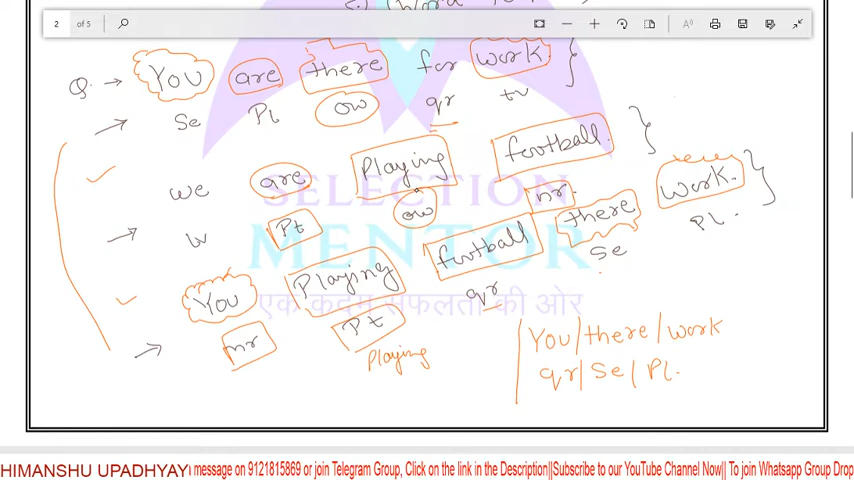 2 of 5
Q. → You are there for work }
→ Se Pl ow qr tv
we are Playing football }
→ w Pt ow nr.
You Playing football there work. }
→ nr Pt qr Se Pl.
Playing
You/there/work
qr/Se/Pl.
SELECTION
MENTOR
एक कदम सफलता की ओर
HIMANSHU UPADHYAY\ message on 9121815869 or join Telegram Group, Click on the link in the Description||Subscribe to our YouTube Channel Now|| To join Whatsapp Group Drop